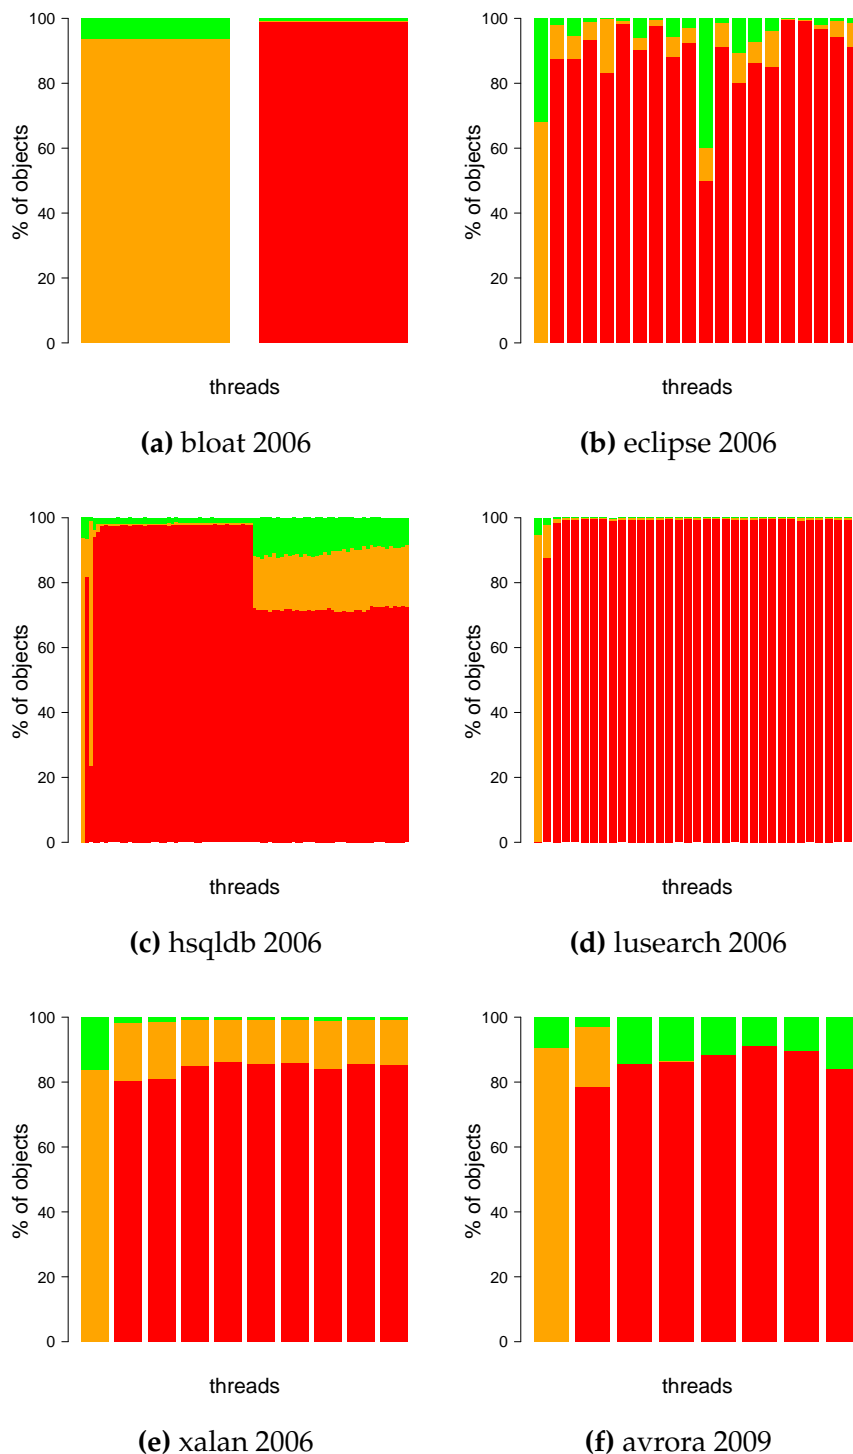 100
80
60
40
20
0
% of objects
threads
(a) bloat 2006
100
80
60
40
20
0
% of objects
threads
(b) eclipse 2006
100
80
60
40
20
0
% of objects
threads
(c) hsqldb 2006
100
80
60
40
20
0
% of objects
threads
(d) lusearch 2006
100
80
60
40
20
0
% of objects
threads
(e) xalan 2006
100
80
60
40
20
0
% of objects
threads
(f) avrora 2009